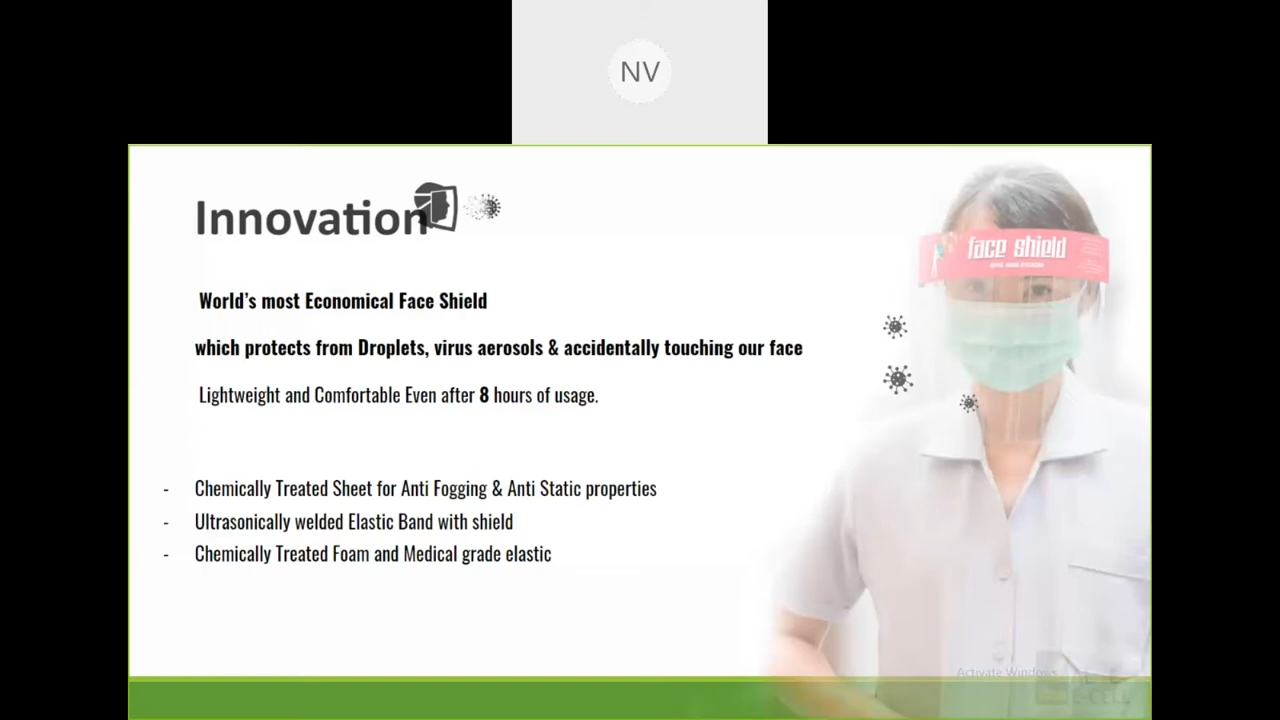 NV
Innovation
World's most Economical Face Shield
face shield
which protects from Droplets, virus aerosols & accidentally touching our face
Lightweight and Comfortable Even after 8 hours of usage.
- Chemically Treated Sheet for Anti Fogging & Anti Static properties
- Ultrasonically welded Elastic Band with shield
- Chemically Treated Foam and Medical grade elastic
Activate Windows